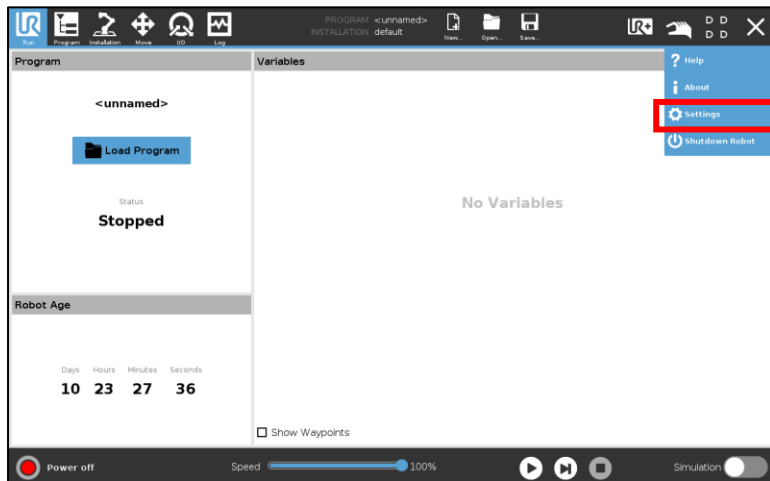 UR
Run
Program
Installation
Move
I/O
Log
PROGRAM <unnamed>
INSTALLATION default
New...
Open...
Save...
UR+
D D
D D
Program
<unnamed>
Load Program
Status
Stopped
Robot Age
Days Hours Minutes Seconds
10 23 27 36
Variables
No Variables
Show Waypoints
? Help
i About
Settings
Shutdown Robot
Power off
Speed 100%
Simulation